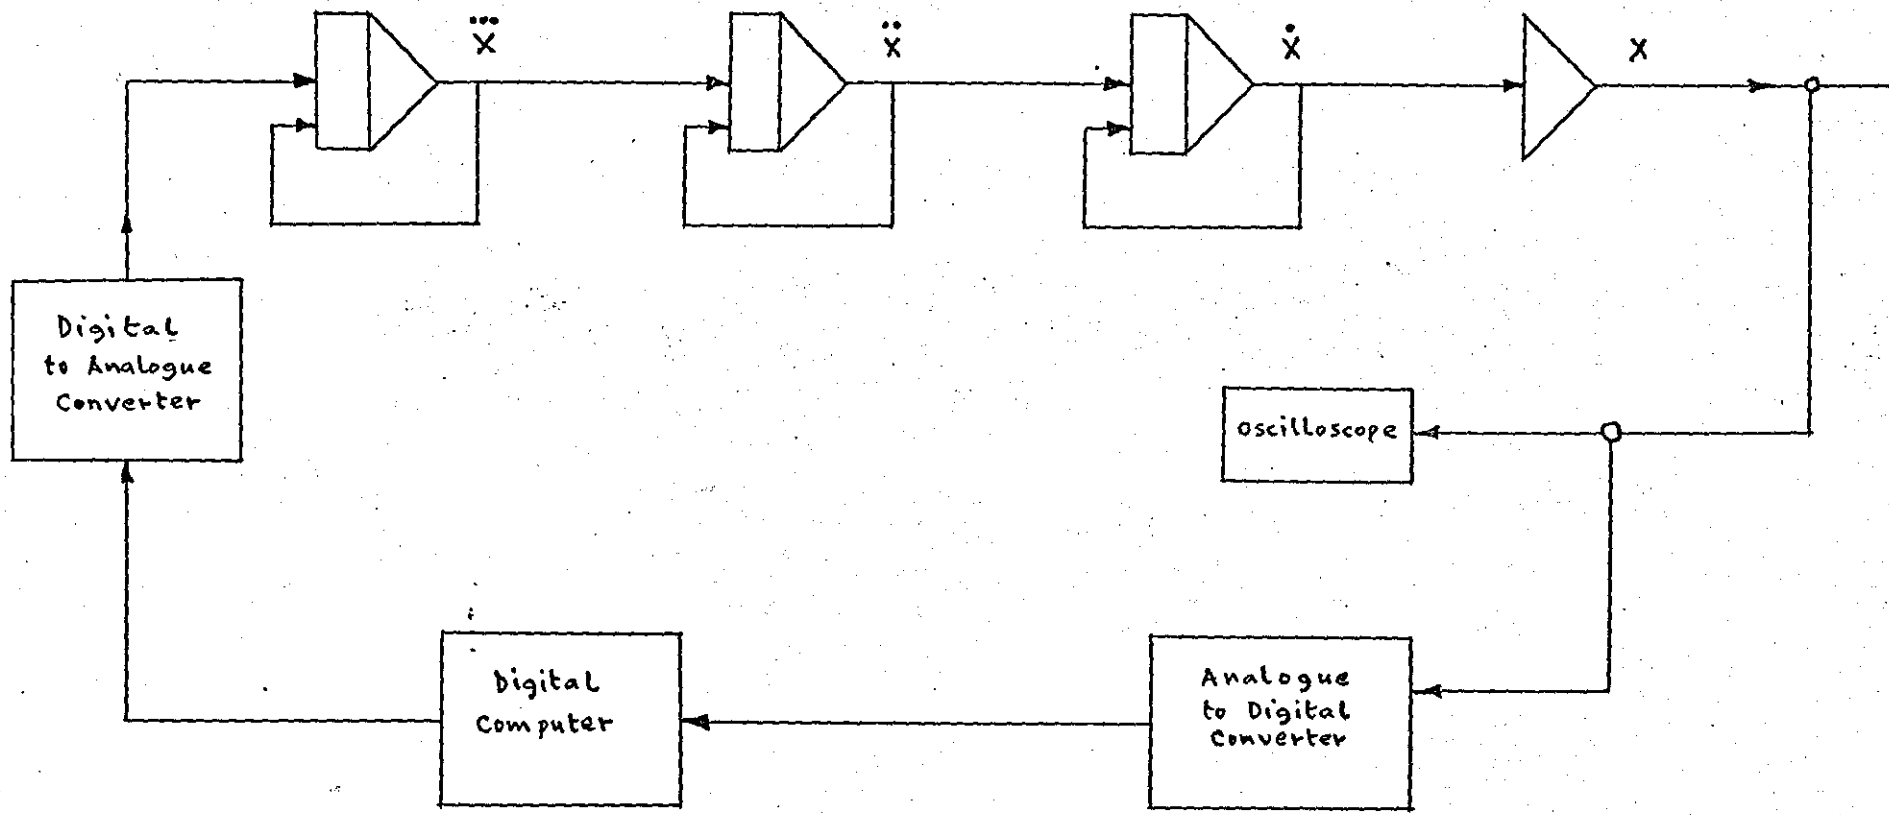 x⃛
ẍ
ẋ
x
Digital
to Analogue
Converter
oscilloscope
Digital
Computer
Analogue
to Digital
Converter